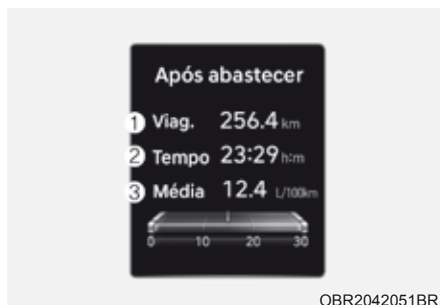 Após abastecer
① Viag. 256.4 km
② Tempo 23:29 h:m
③ Média 12.4 L/100km
0 10 20 30
OBR2042051BR